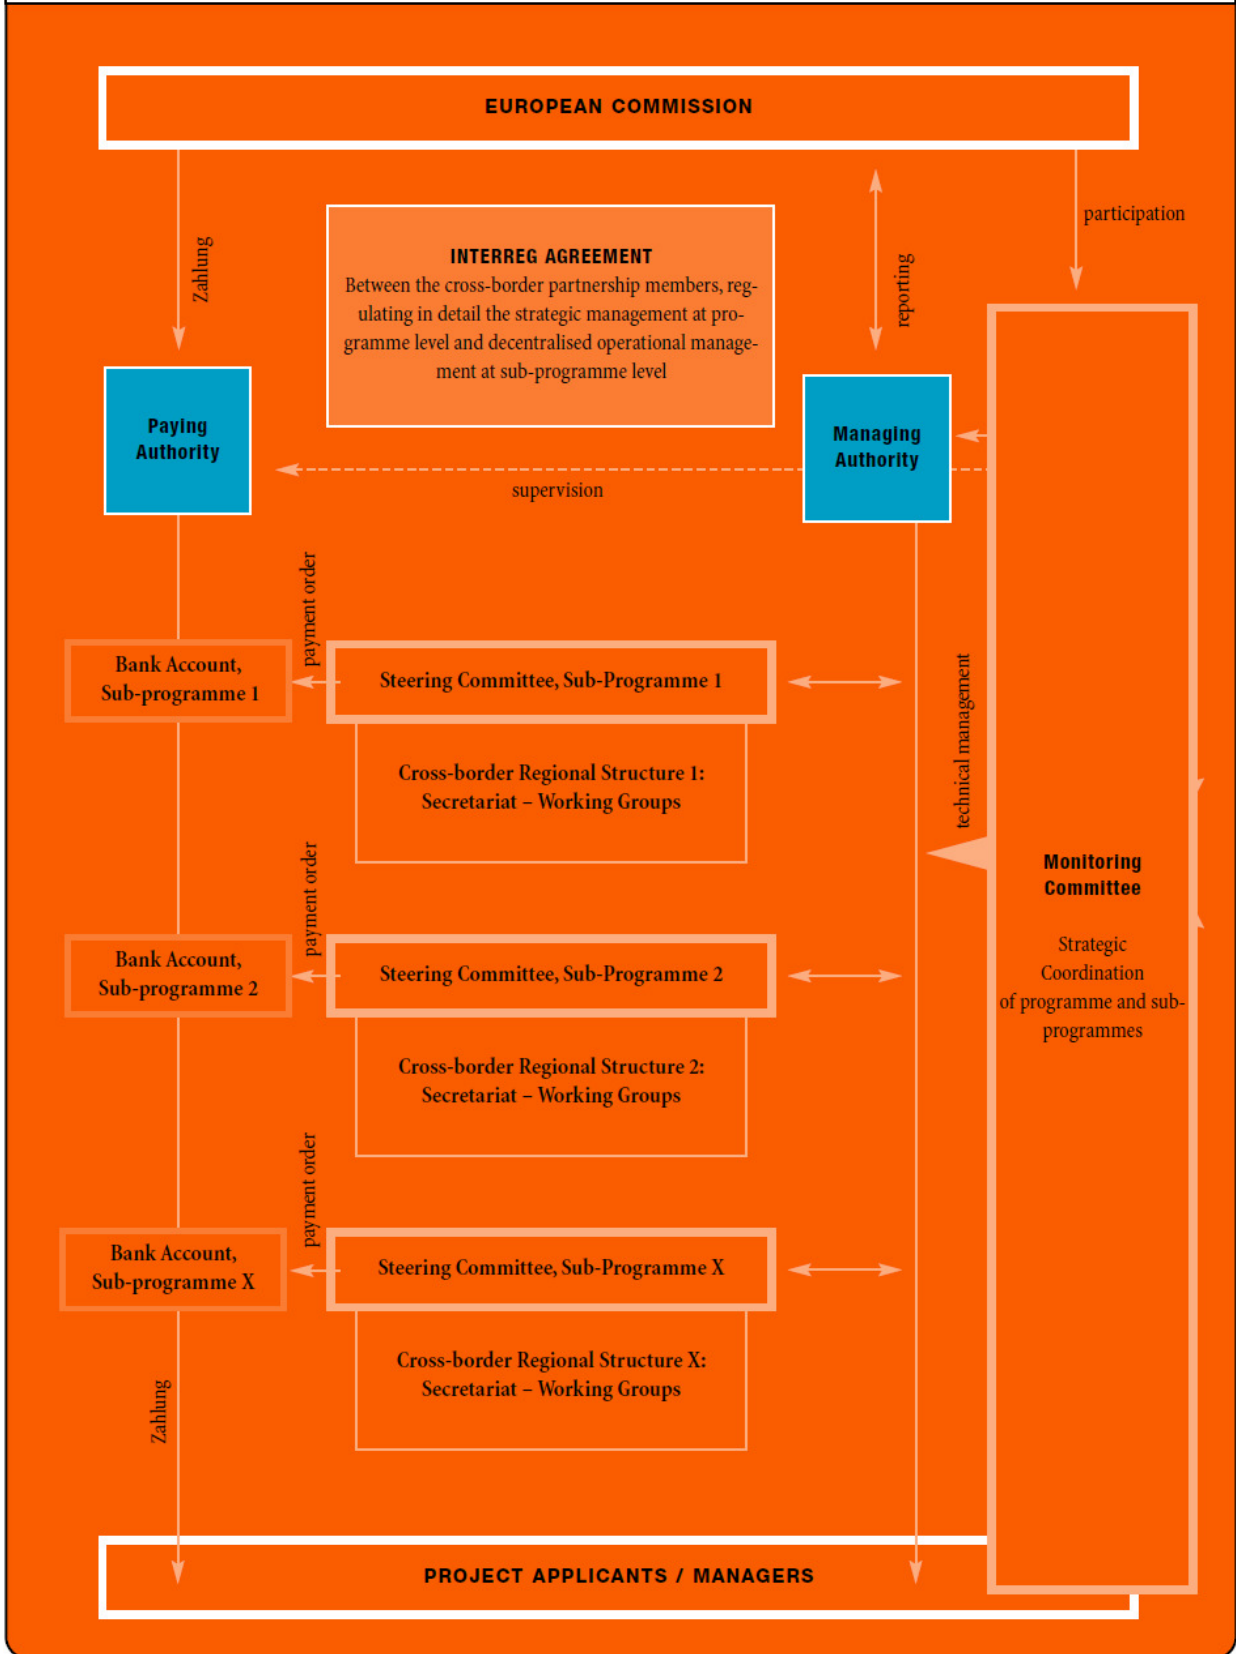 EUROPEAN COMMISSION
participation
Zahlung
reporting
INTERREG AGREEMENT
Between the cross-border partnership members, reg-
ulating in detail the strategic management at pro-
gramme level and decentralised operational manage-
ment at sub-programme level
Paying
Authority
Managing
Authority
supervision
payment order
Bank Account,
Sub-programme 1
Steering Committee, Sub-Programme 1
Cross-border Regional Structure 1:
Secretariat – Working Groups
technical management
Monitoring
Committee
Strategic
Coordination
of programme and sub-
programmes
payment order
Bank Account,
Sub-programme 2
Steering Committee, Sub-Programme 2
Cross-border Regional Structure 2:
Secretariat – Working Groups
payment order
Bank Account,
Sub-programme X
Steering Committee, Sub-Programme X
Cross-border Regional Structure X:
Secretariat – Working Groups
Zahlung
PROJECT APPLICANTS / MANAGERS